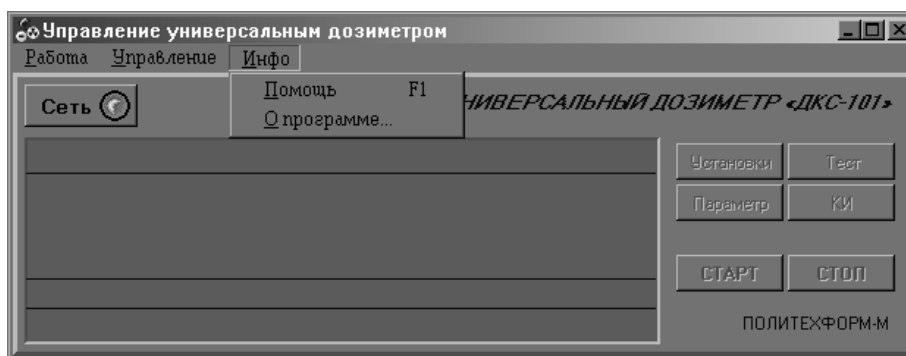 Управление универсальным дозиметром
Работа Управление Инфо
Помощь F1
О программе...
Сеть
НИВЕРСАЛЬНЫЙ ДОЗИМЕТР «ДКС-101»
Установки Тест
Параметр КИ
СТАРТ СТОП
ПОЛИТЕХФОРМ-М